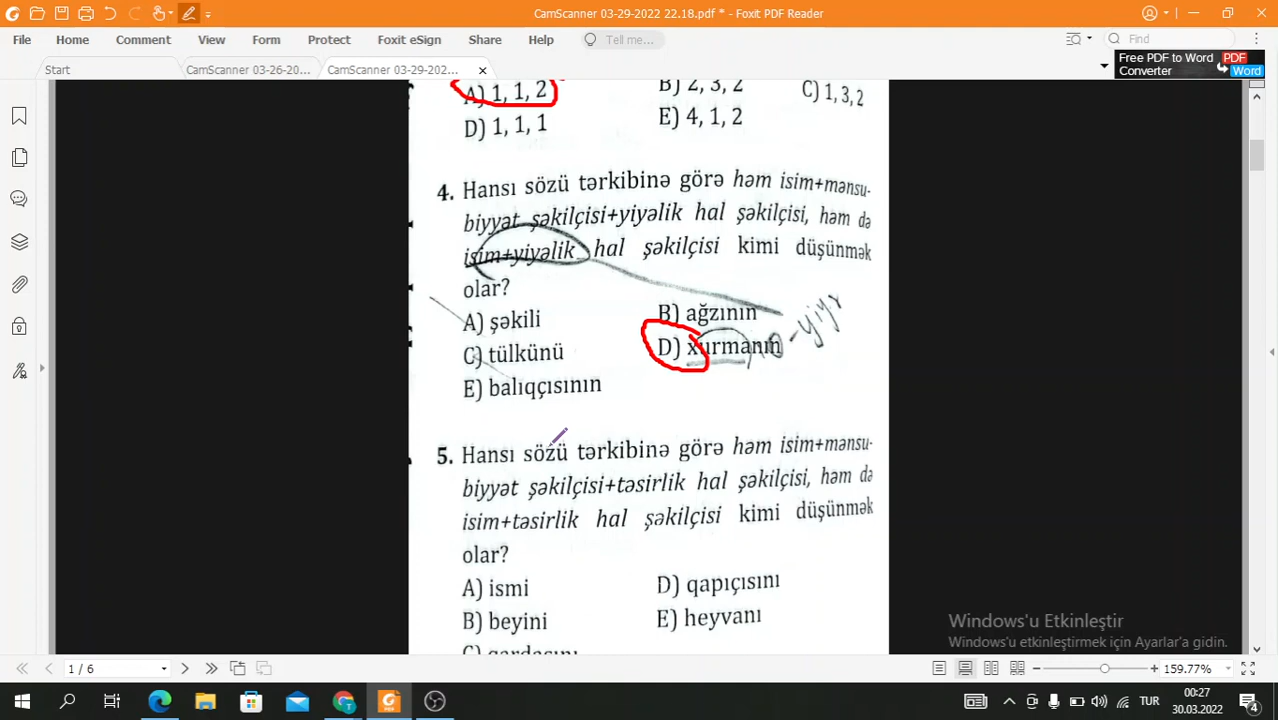 CamScanner 03-29-2022 22.18.pdf * - Foxit PDF Reader
File Home Comment View Form Protect Foxit eSign Share Help Tell me... Find
Start CamScanner 03-26-20... CamScanner 03-29-202...
Free PDF to Word PDF
Converter Word
A) 1, 1, 2 B) 2, 3, 2 C) 1, 3, 2
D) 1, 1, 1 E) 4, 1, 2
4. Hansı sözü tərkibinə görə həm isim+mənsu-
biyyət şəkilçisi+yiyəlik hal şəkilçisi, həm də
isim+yiyəlik hal şəkilçisi kimi düşünmək
olar?
A) şəkili B) ağzının
C) tülkünü D) xurmanın
E) balıqçısının
5. Hansı sözü tərkibinə görə həm isim+mənsu-
biyyət şəkilçisi+təsirlik hal şəkilçisi, həm də
isim+təsirlik hal şəkilçisi kimi düşünmək
olar?
A) ismi D) qapıçısını
B) beyini E) heyvanı
C) qardaşını
Windows'u Etkinleştir
Windows'u etkinleştirmek için Ayarlar'a gidin.
1 / 6 159.77%
TUR 00:27
30.03.2022 4